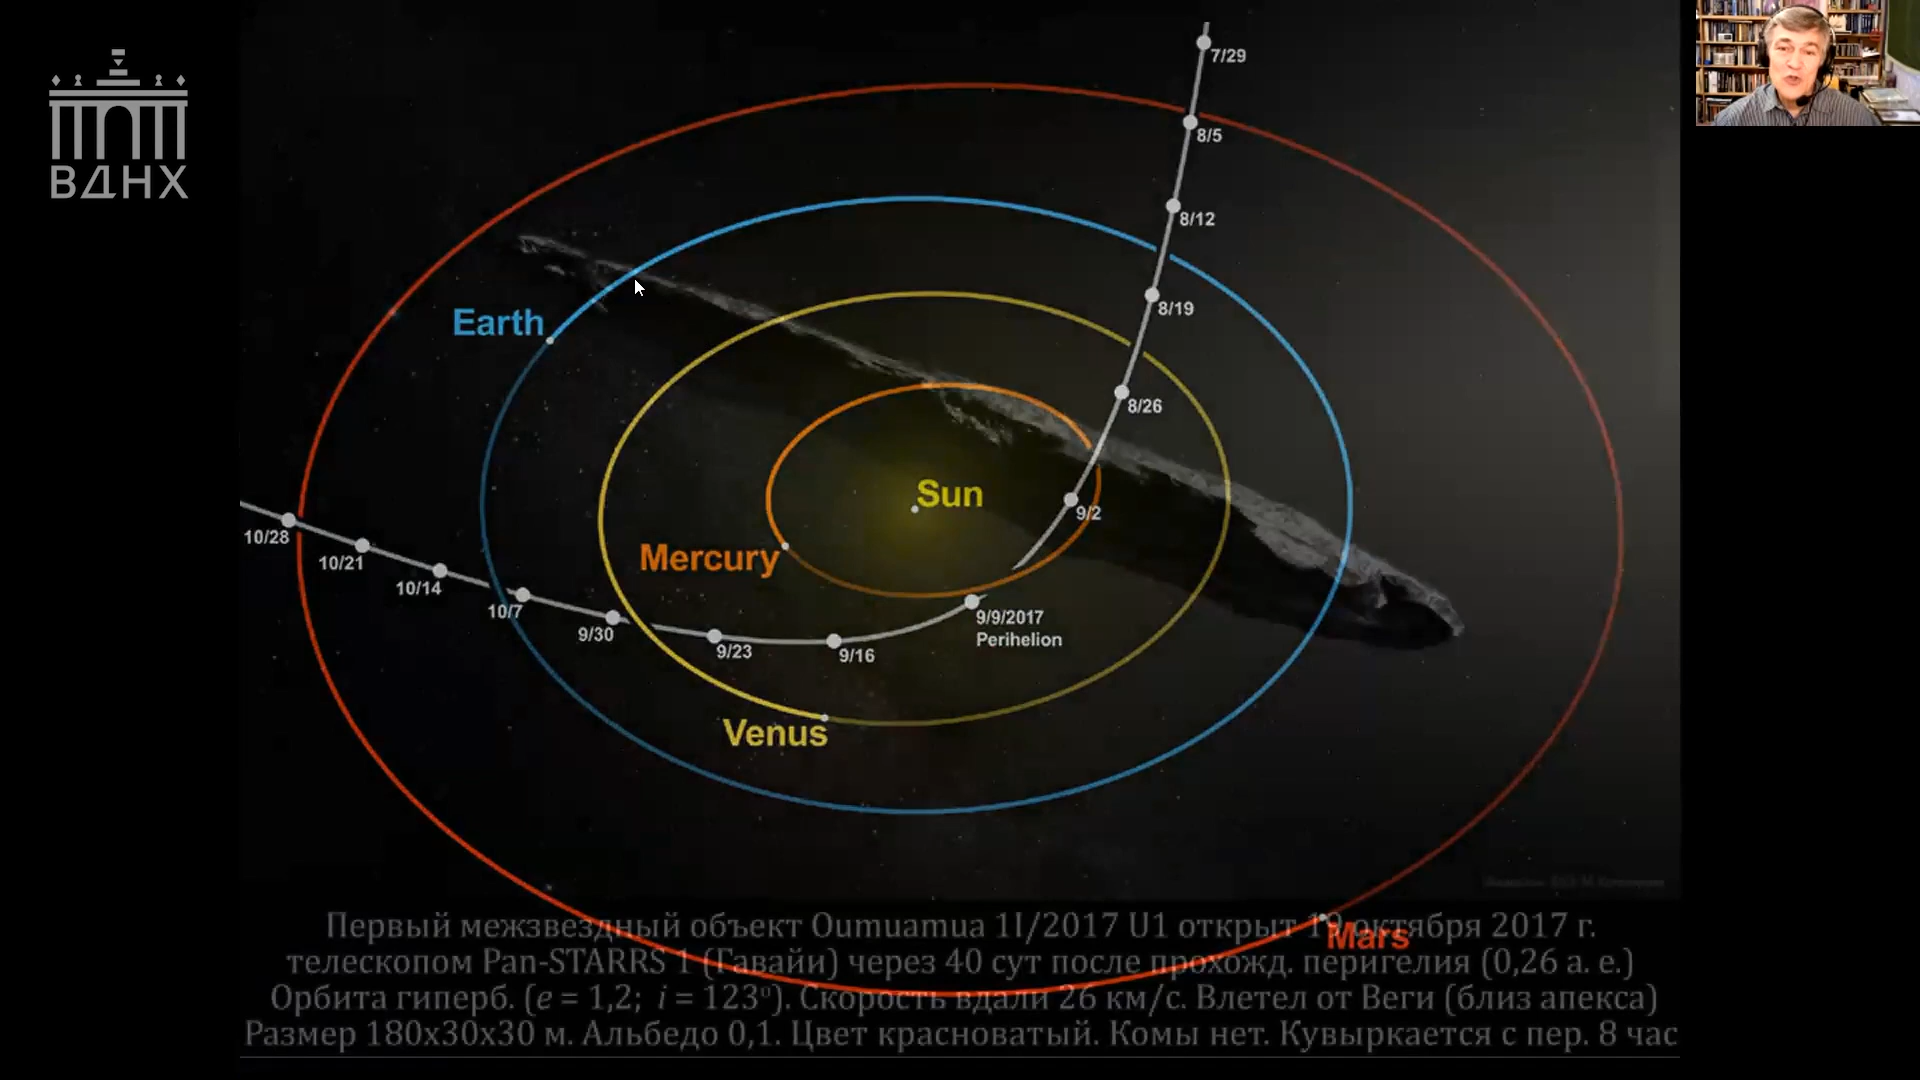 ВДНХ
7/29
8/5
8/12
8/19
Earth
8/26
Sun
9/2
10/28
10/21
Mercury
10/14
10/7
9/9/2017
9/30
Perihelion
9/23
9/16
Venus
Первый межзвездный объект Oumuamua 1I/2017 U1 открыт 19 октября 2017 г.
Mars
телескопом Pan-STARRS 1 (Гавайи) через 40 сут после прохожд. перигелия (0,26 а. е.)
Орбита гиперб. (e = 1,2; i = 123°). Скорость вдали 26 км/с. Влетел от Веги (близ апекса)
Размер 180х30х30 м. Альбедо 0,1. Цвет красноватый. Комы нет. Кувыркается с пер. 8 час